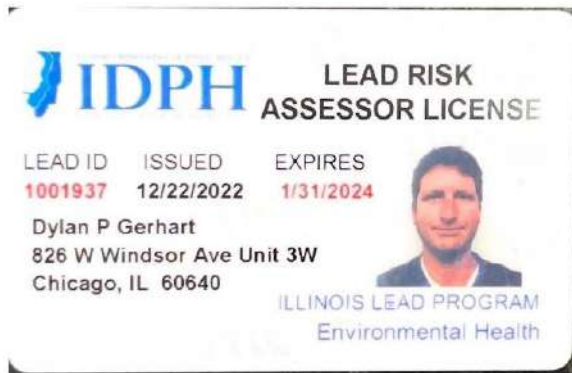 IDPH
LEAD RISK
ASSESSOR LICENSE
LEAD ID ISSUED EXPIRES
1001937 12/22/2022 1/31/2024
Dylan P Gerhart
826 W Windsor Ave Unit 3W
Chicago, IL 60640
ILLINOIS LEAD PROGRAM
Environmental Health